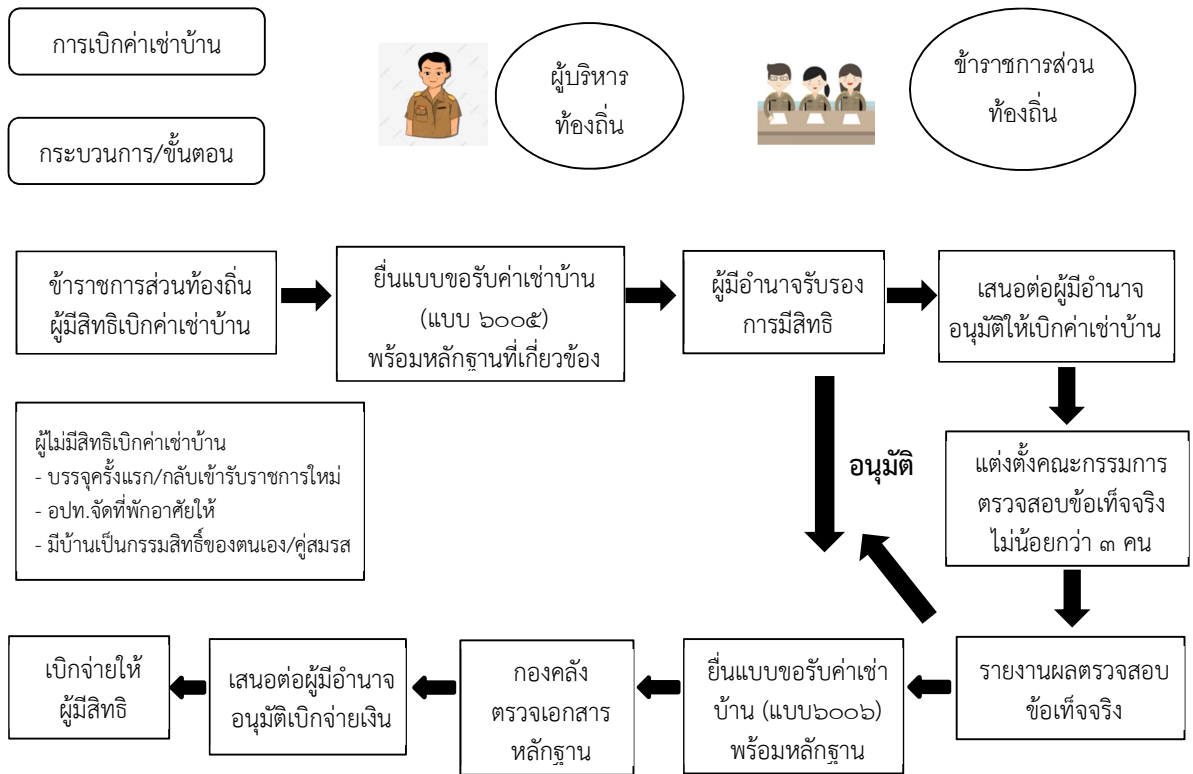 การเบิกค่าเช่าบ้าน
ผู้บริหาร
ท้องถิ่น
ข้าราชการส่วน
ท้องถิ่น
กระบวนการ/ขั้นตอน
ข้าราชการส่วนท้องถิ่น
ผู้มีสิทธิเบิกค่าเช่าบ้าน
ยื่นแบบขอรับค่าเช่าบ้าน
(แบบ ๖๐๐๕)
พร้อมหลักฐานที่เกี่ยวข้อง
ผู้มีอำนาจรับรอง
การมีสิทธิ
เสนอต่อผู้มีอำนาจ
อนุมัติให้เบิกค่าเช่าบ้าน
ผู้ไม่มีสิทธิเบิกค่าเช่าบ้าน
- บรรจุครั้งแรก/กลับเข้ารับราชการใหม่
- อปท.จัดที่พักอาศัยให้
- มีบ้านเป็นกรรมสิทธิ์ของตนเอง/คู่สมรส
อนุมัติ
แต่งตั้งคณะกรรมการ
ตรวจสอบข้อเท็จจริง
ไม่น้อยกว่า ๓ คน
เบิกจ่ายให้
ผู้มีสิทธิ
เสนอต่อผู้มีอำนาจ
อนุมัติเบิกจ่ายเงิน
กองคลัง
ตรวจเอกสาร
หลักฐาน
ยื่นแบบขอรับค่าเช่า
บ้าน (แบบ๖๐๐๖)
พร้อมหลักฐาน
รายงานผลตรวจสอบ
ข้อเท็จจริง